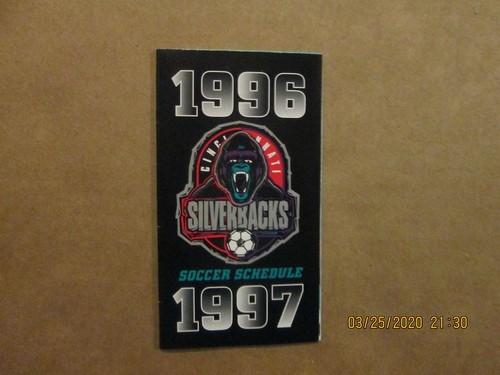 1996
CINCINNATI
SILVERBACKS
SOCCER SCHEDULE
1997
03/25/2020 21:30